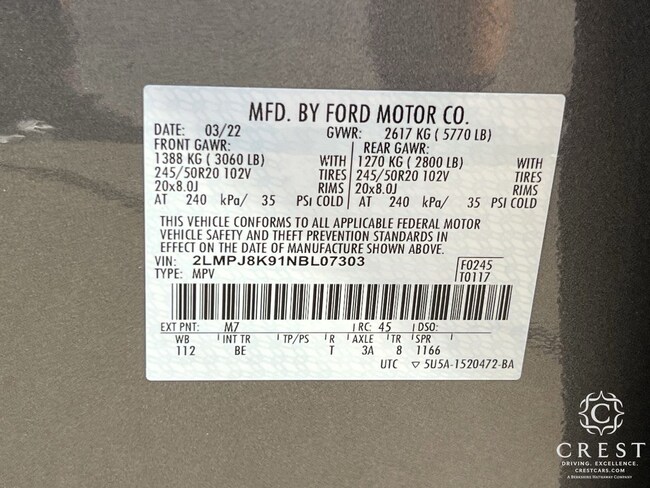 MFD. BY FORD MOTOR CO.
DATE: 03/22 GVWR: 2617 KG ( 5770 LB)
FRONT GAWR: REAR GAWR:
1388 KG ( 3060 LB) WITH 1270 KG ( 2800 LB) WITH
245/50R20 102V TIRES 245/50R20 102V TIRES
20x8.0J RIMS 20x8.0J RIMS
AT 240 kPa/ 35 PSI COLD AT 240 kPa/ 35 PSI COLD
THIS VEHICLE CONFORMS TO ALL APPLICABLE FEDERAL MOTOR
VEHICLE SAFETY AND THEFT PREVENTION STANDARDS IN
EFFECT ON THE DATE OF MANUFACTURE SHOWN ABOVE.
VIN: 2LMPJ8K91NBL07303 F0245
TYPE: MPV T0117
EXT PNT: M7 RC: 45 DSO:
WB INT TR TP/PS R AXLE TR SPR
112 BE T 3A 8 1166
UTC ▽ 5U5A-1520472-BA
C
CREST
DRIVING. EXCELLENCE.
CRESTCARS.COM
A BERKSHIRE HATHAWAY COMPANY